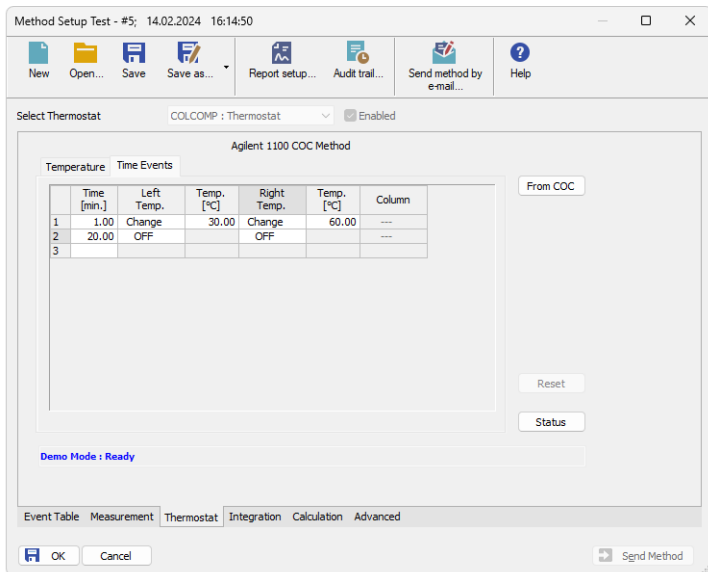 Method Setup Test - #5; 14.02.2024 16:14:50
New Open... Save Save as... Report setup... Audit trail... Send method by e-mail... Help
Select Thermostat COLCOMP : Thermostat Enabled
Agilent 1100 COC Method
Temperature Time Events
From COC
Time [min.] Left Temp. Temp. [°C] Right Temp. Temp. [°C] Column
1 1.00 Change 30.00 Change 60.00 ---
2 20.00 OFF OFF ---
3
Reset
Status
Demo Mode : Ready
Event Table Measurement Thermostat Integration Calculation Advanced
OK Cancel Send Method